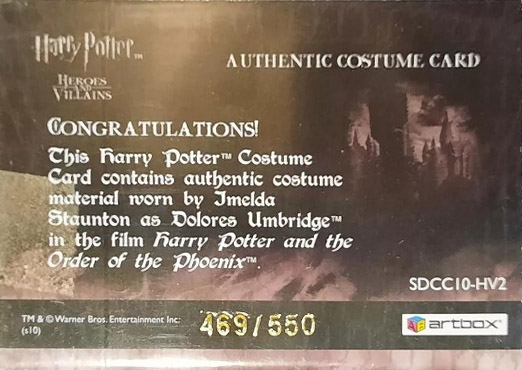 Harry Potter™
HEROES
AND
VILLAINS
AUTHENTIC COSTUME CARD
CONGRATULATIONS!
This Harry Potter™ Costume
Card contains authentic costume
material worn by Imelda
Staunton as Dolores Umbridge™
in the film Harry Potter and the
Order of the Phoenix™.
SDCC10-HV2
TM & © Warner Bros. Entertainment Inc.
(s10)
469/550
artbox